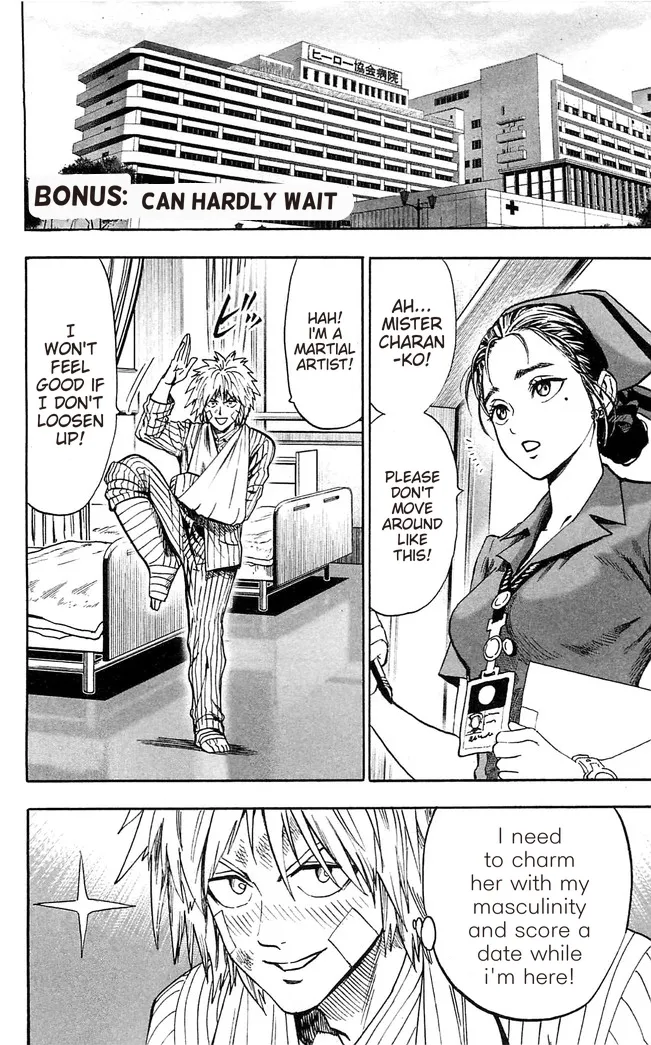 ヒーロー協会病院
BONUS: CAN HARDLY WAIT
AH...
MISTER
CHARAN
-KO!
PLEASE
DON'T
MOVE
AROUND
LIKE
THIS!
HAH!
I'M A
MARTIAL
ARTIST!
ビッ
I
WON'T
FEEL
GOOD IF
I DON'T
LOOSEN
UP!
I need
to charm
her with my
masculinity
and score a
date while
i'm here!